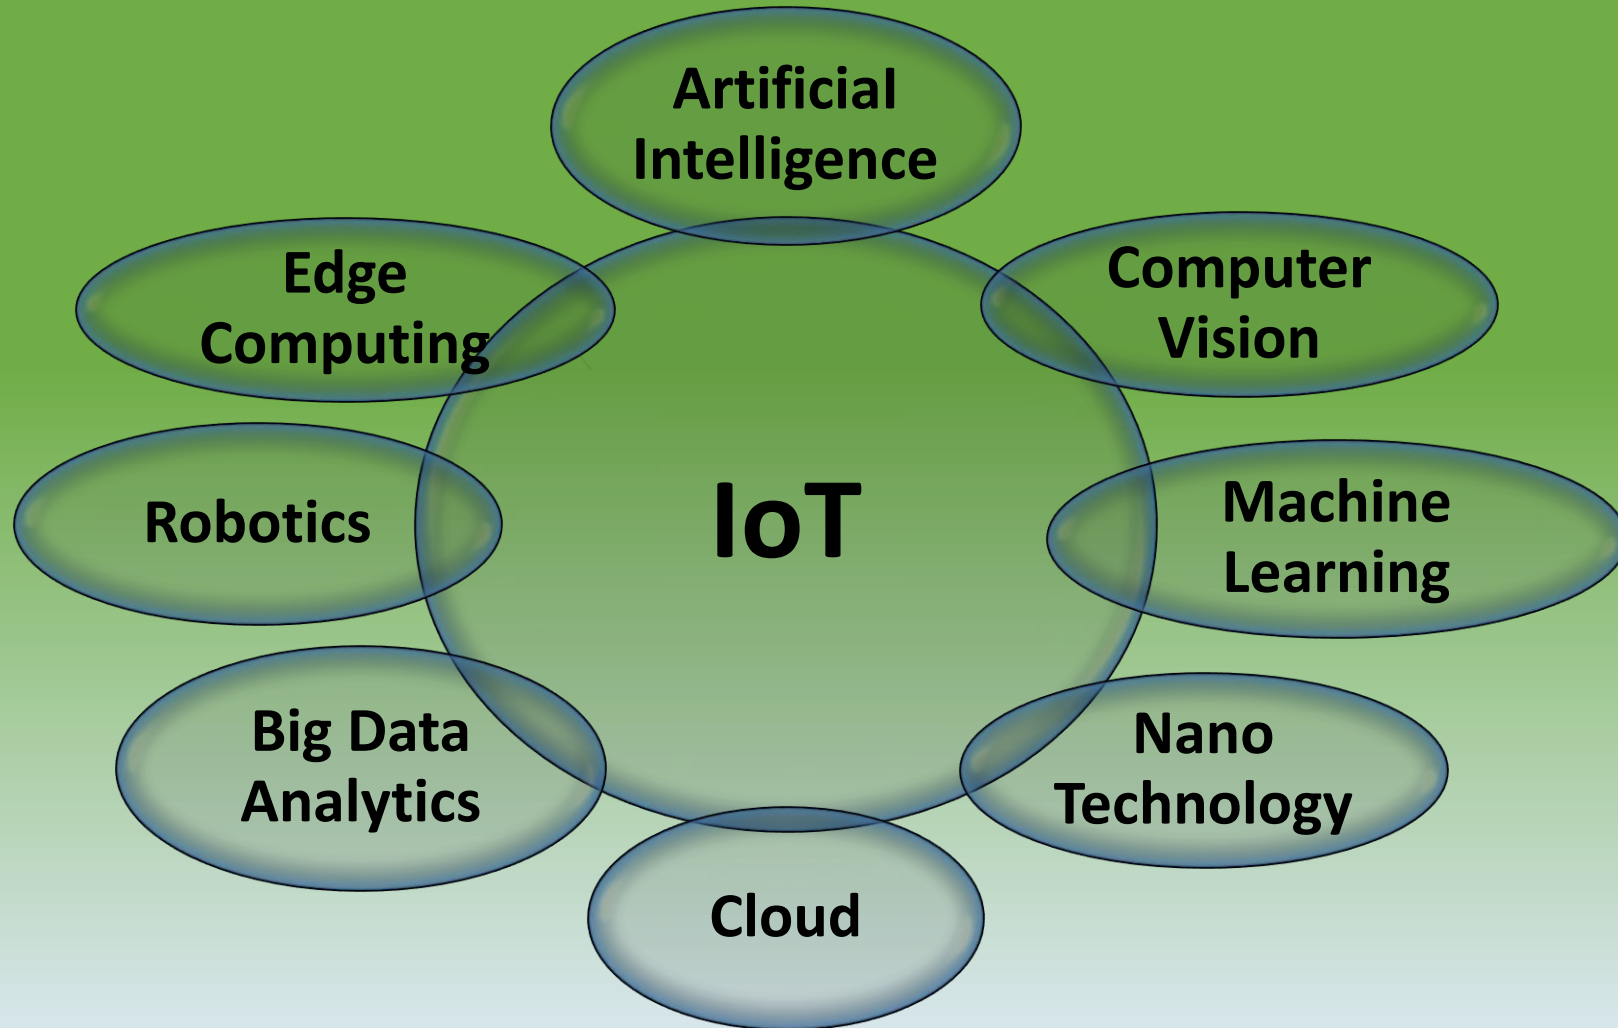 Artificial
Intelligence
Edge
Computing
Computer
Vision
Robotics
IoT
Machine
Learning
Big Data
Analytics
Nano
Technology
Cloud